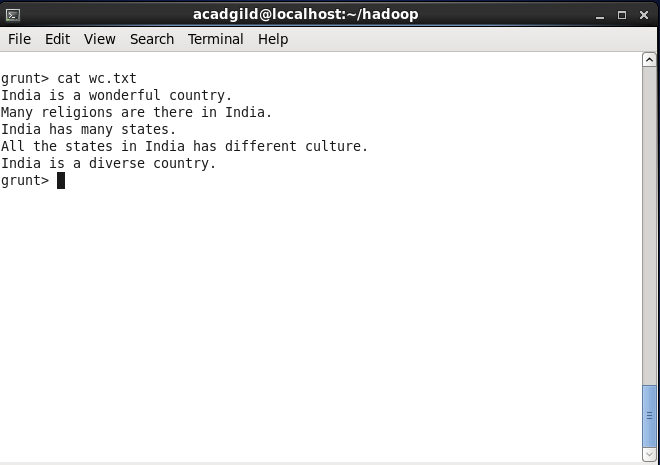 acadgild@localhost:~/hadoop
File Edit View Search Terminal Help
grunt> cat wc.txt
India is a wonderful country.
Many religions are there in India.
India has many states.
All the states in India has different culture.
India is a diverse country.
grunt>